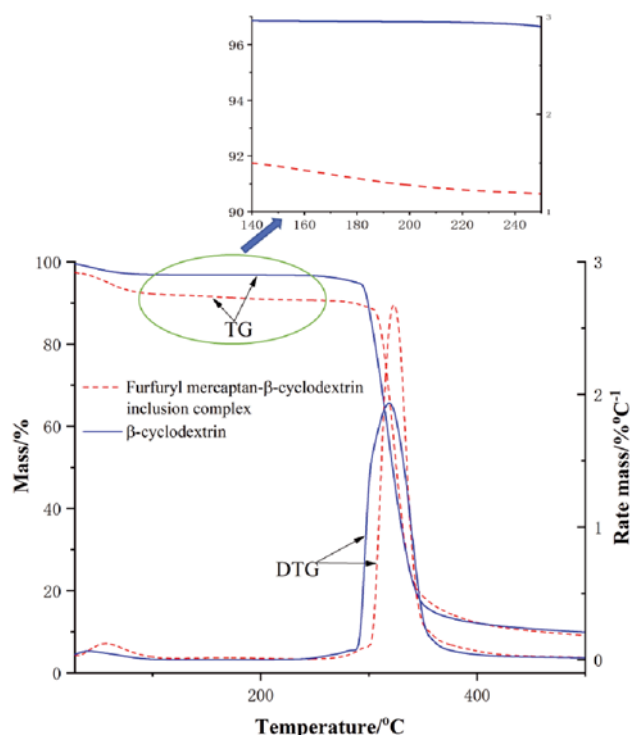 96
94
92
90
3
2
1
140 160 180 200 220 240
100
80
60
40
20
0
Mass/%
3
2
1
0
Rate mass/%°C⁻¹
TG
Furfuryl mercaptan-β-cyclodextrin
inclusion complex
β-cyclodextrin
DTG
200 400
Temperature/°C